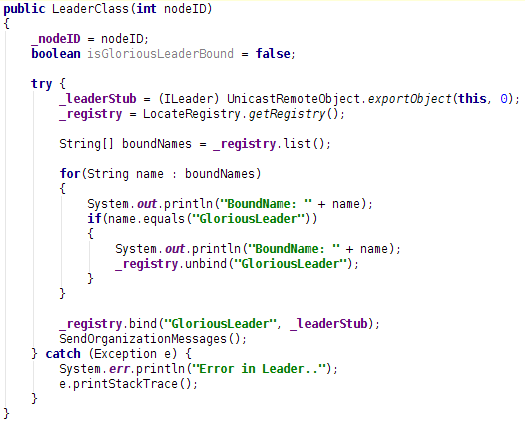 public LeaderClass(int nodeID)
{
    _nodeID = nodeID;
    boolean isGloriousLeaderBound = false;

    try {
        _leaderStub = (ILeader) UnicastRemoteObject.exportObject(this, 0);
        _registry = LocateRegistry.getRegistry();

        String[] boundNames = _registry.list();

        for(String name : boundNames)
        {
            System.out.println("BoundName: " + name);
            if(name.equals("GloriousLeader"))
            {
                System.out.println("BoundName: " + name);
                _registry.unbind("GloriousLeader");
            }
        }

        _registry.bind("GloriousLeader", _leaderStub);
        SendOrganizationMessages();
    } catch (Exception e) {
        System.err.println("Error in Leader..");
        e.printStackTrace();
    }
}